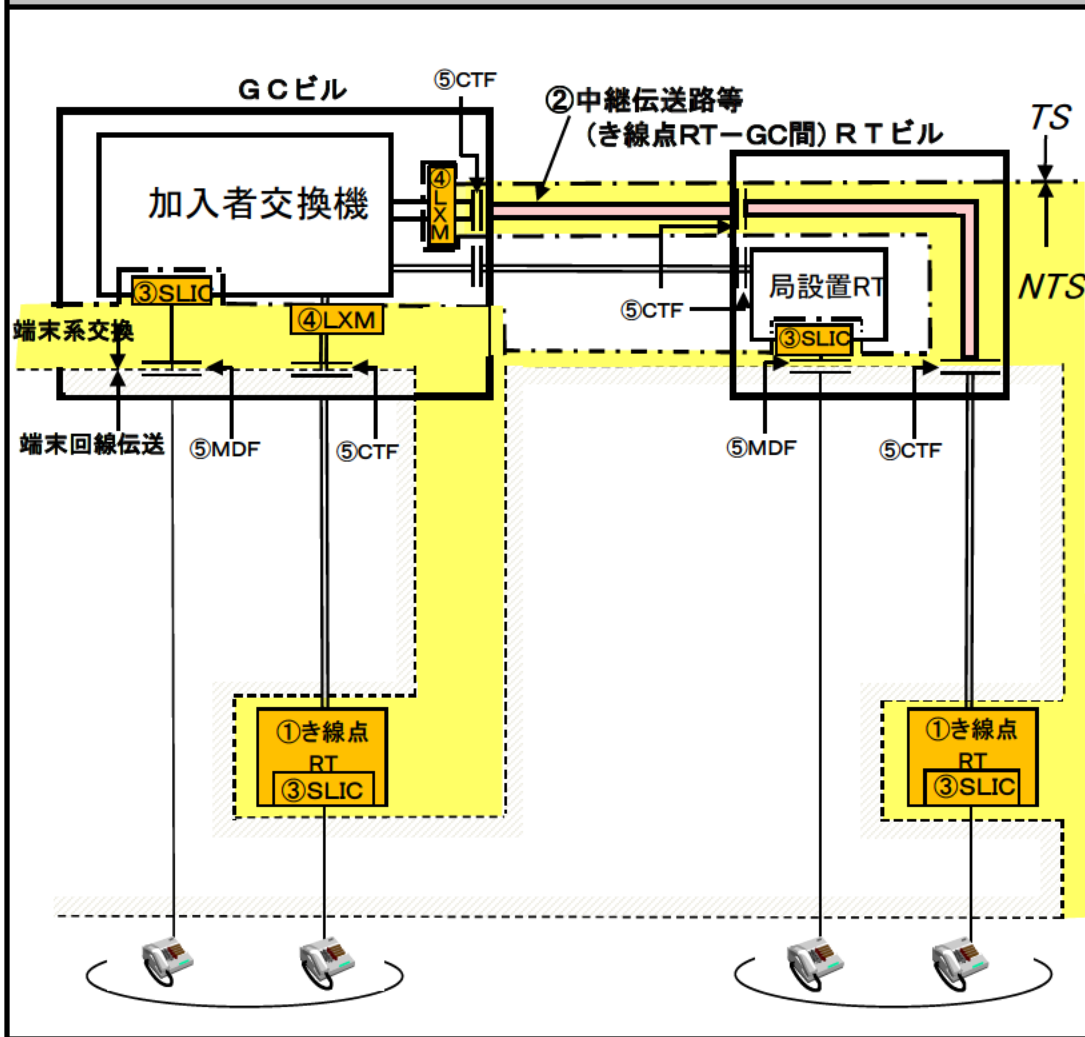 GCビル
⑤CTF
②中継伝送路等
(き線点RT-GC間)
RTビル
TS
加入者交換機
④
L
X
M
局設置RT
NTS
③SLIC
④LXM
⑤CTF
③SLIC
端末系交換
端末回線伝送
⑤MDF
⑤CTF
⑤MDF
⑤CTF
①き線点
RT
③SLIC
①き線点
RT
③SLIC